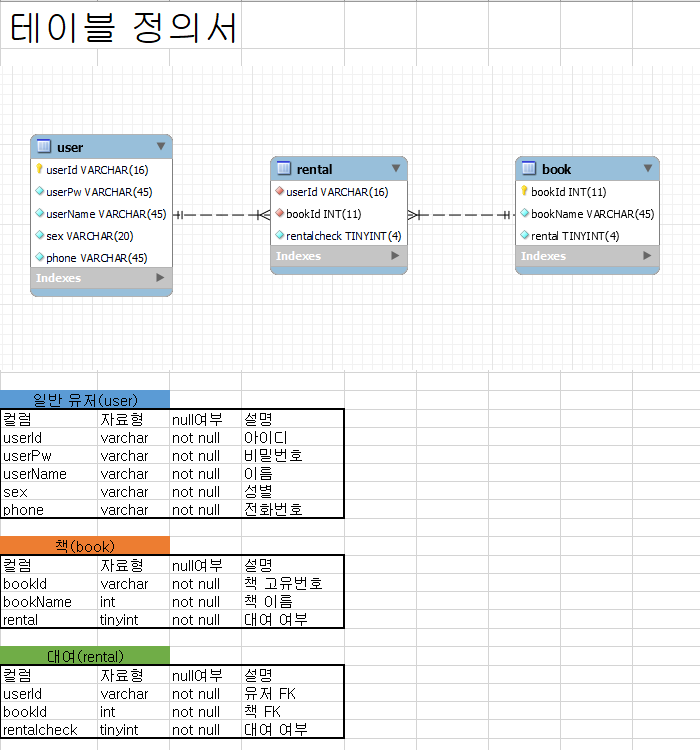 테이블 정의서
user
userId VARCHAR(16)
userPw VARCHAR(45)
userName VARCHAR(45)
sex VARCHAR(20)
phone VARCHAR(45)
Indexes
rental
userId VARCHAR(16)
bookId INT(11)
rentalcheck TINYINT(4)
Indexes
book
bookId INT(11)
bookName VARCHAR(45)
rental TINYINT(4)
Indexes
일반 유저(user)
컬럼 자료형 null여부 설명
userId varchar not null 아이디
userPw varchar not null 비밀번호
userName varchar not null 이름
sex varchar not null 성별
phone varchar not null 전화번호
책(book)
컬럼 자료형 null여부 설명
bookId varchar not null 책 고유번호
bookName int not null 책 이름
rental tinyint not null 대여 여부
대여(rental)
컬럼 자료형 null여부 설명
userId varchar not null 유저 FK
bookId int not null 책 FK
rentalcheck tinyint not null 대여 여부